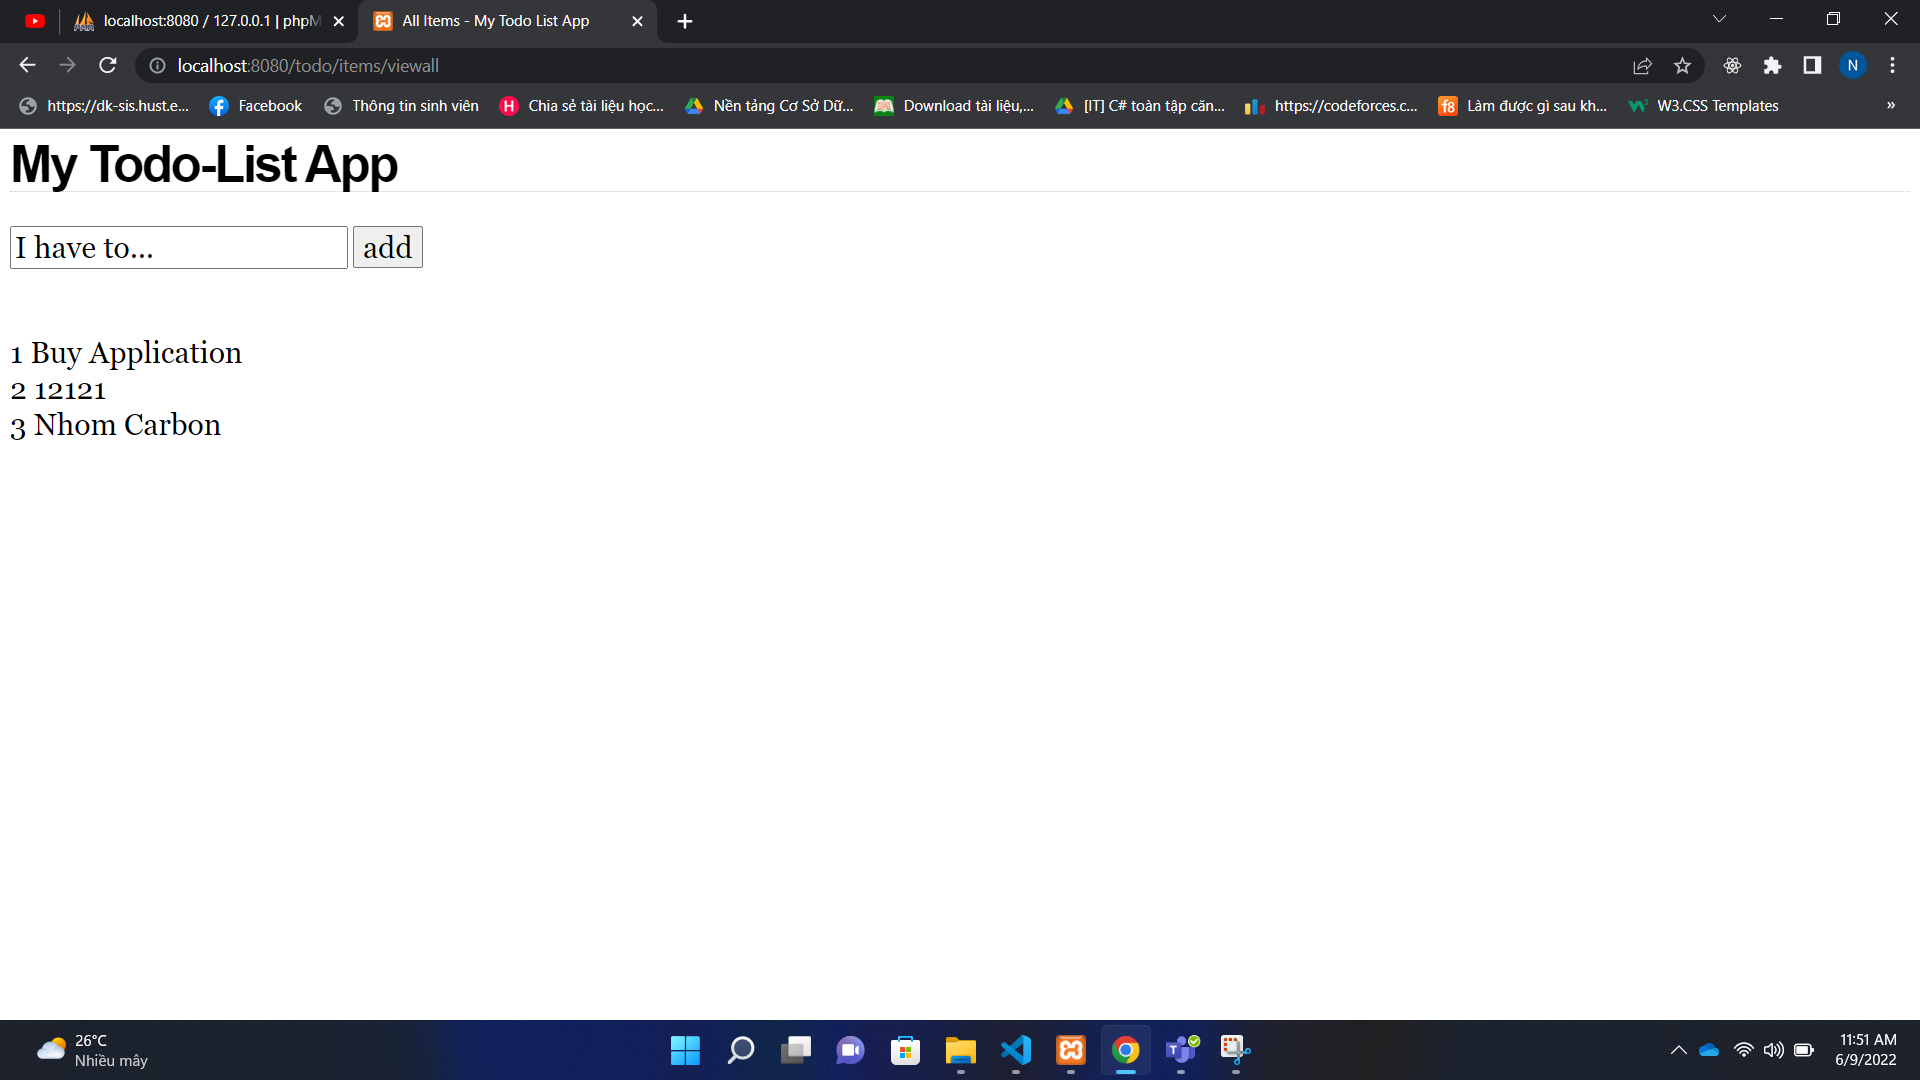 localhost:8080 / 127.0.0.1 | phpM
All Items - My Todo List App
localhost:8080/todo/items/viewall
N
https://dk-sis.hust.e...
Facebook
Thông tin sinh viên
H
Chia sẻ tài liệu học...
Nền tảng Cơ Sở Dữ...
Download tài liệu,...
[IT] C# toàn tập căn...
https://codeforces.c...
f8
Làm được gì sau kh...
W3.CSS Templates
»
My Todo-List App
I have to...
add
1 Buy Application
2 12121
3 Nhom Carbon
26°C
Nhiều mây
11:51 AM
6/9/2022